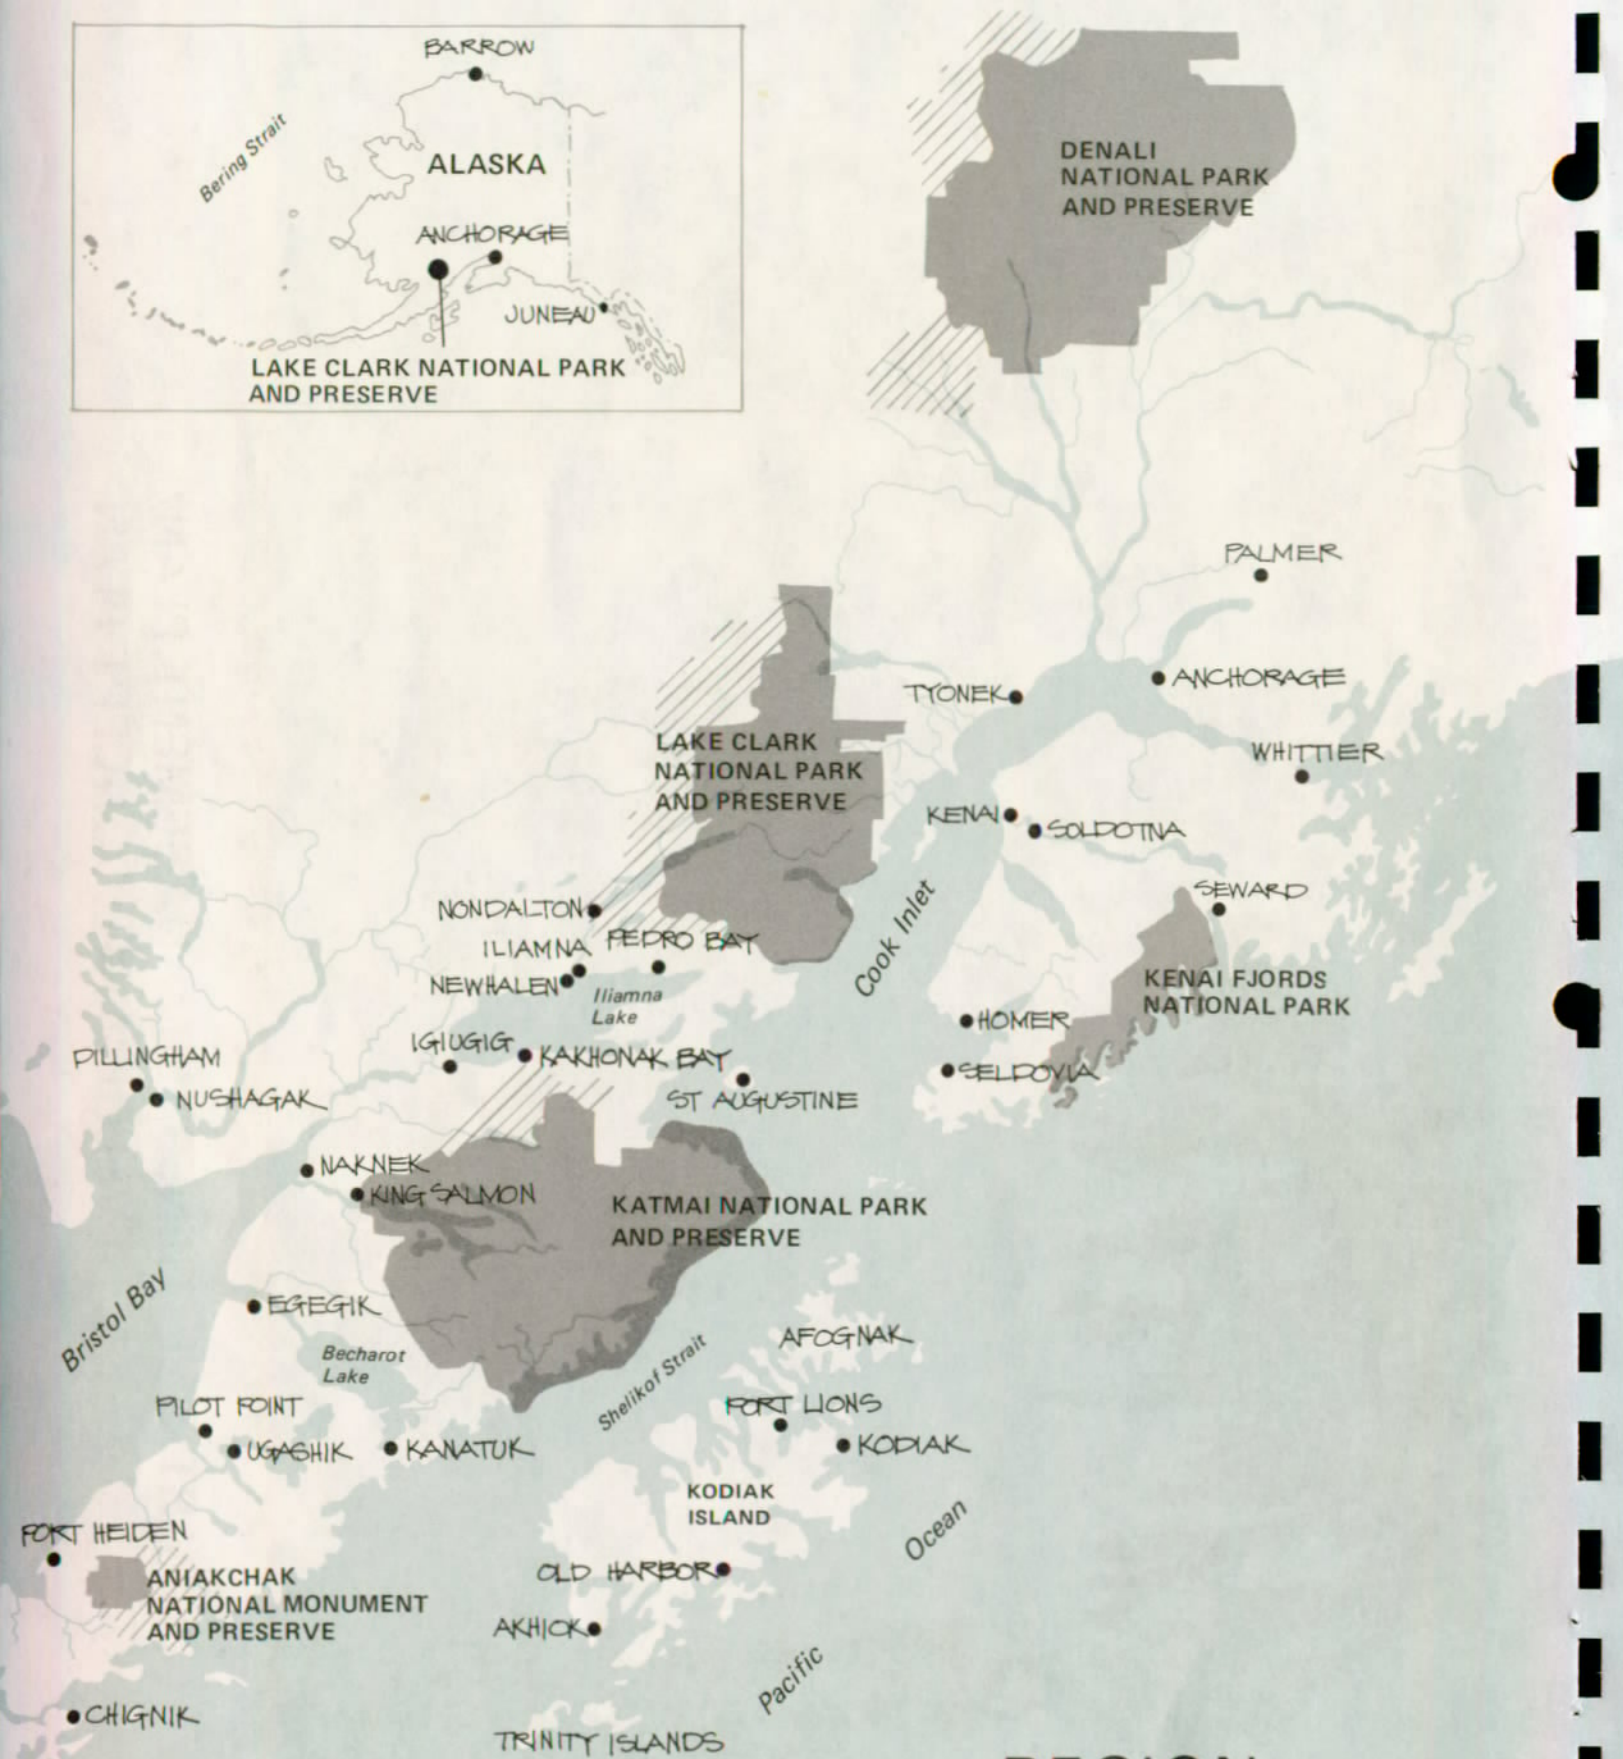 BARROW
Bering Strait
ALASKA
ANCHORAGE
JUNEAU
LAKE CLARK NATIONAL PARK
AND PRESERVE
DENALI
NATIONAL PARK
AND PRESERVE
PALMER
ANCHORAGE
TYONEK
WHITTIER
LAKE CLARK
NATIONAL PARK
AND PRESERVE
KENAI
SOLDOTNA
SEWARD
Cook Inlet
NONDALTON
ILIAMNA
PEDRO BAY
NEWHALEN
Iliamna
Lake
KENAI FJORDS
NATIONAL PARK
HOMER
SELDOVIA
IGIUGIG
KAKHONAK BAY
DILLINGHAM
NUSHAGAK
ST AUGUSTINE
NAKNEK
KING SALMON
KATMAI NATIONAL PARK
AND PRESERVE
Bristol Bay
EGEGIK
Becharot
Lake
Shelikof Strait
AFOGNAK
PILOT POINT
UGASHIK
KANATUK
PORT LIONS
KODIAK
KODIAK
ISLAND
Ocean
PORT HEIDEN
ANIAKCHAK
NATIONAL MONUMENT
AND PRESERVE
OLD HARBOR
AKHIOK
Pacific
CHIGNIK
TRINITY ISLANDS